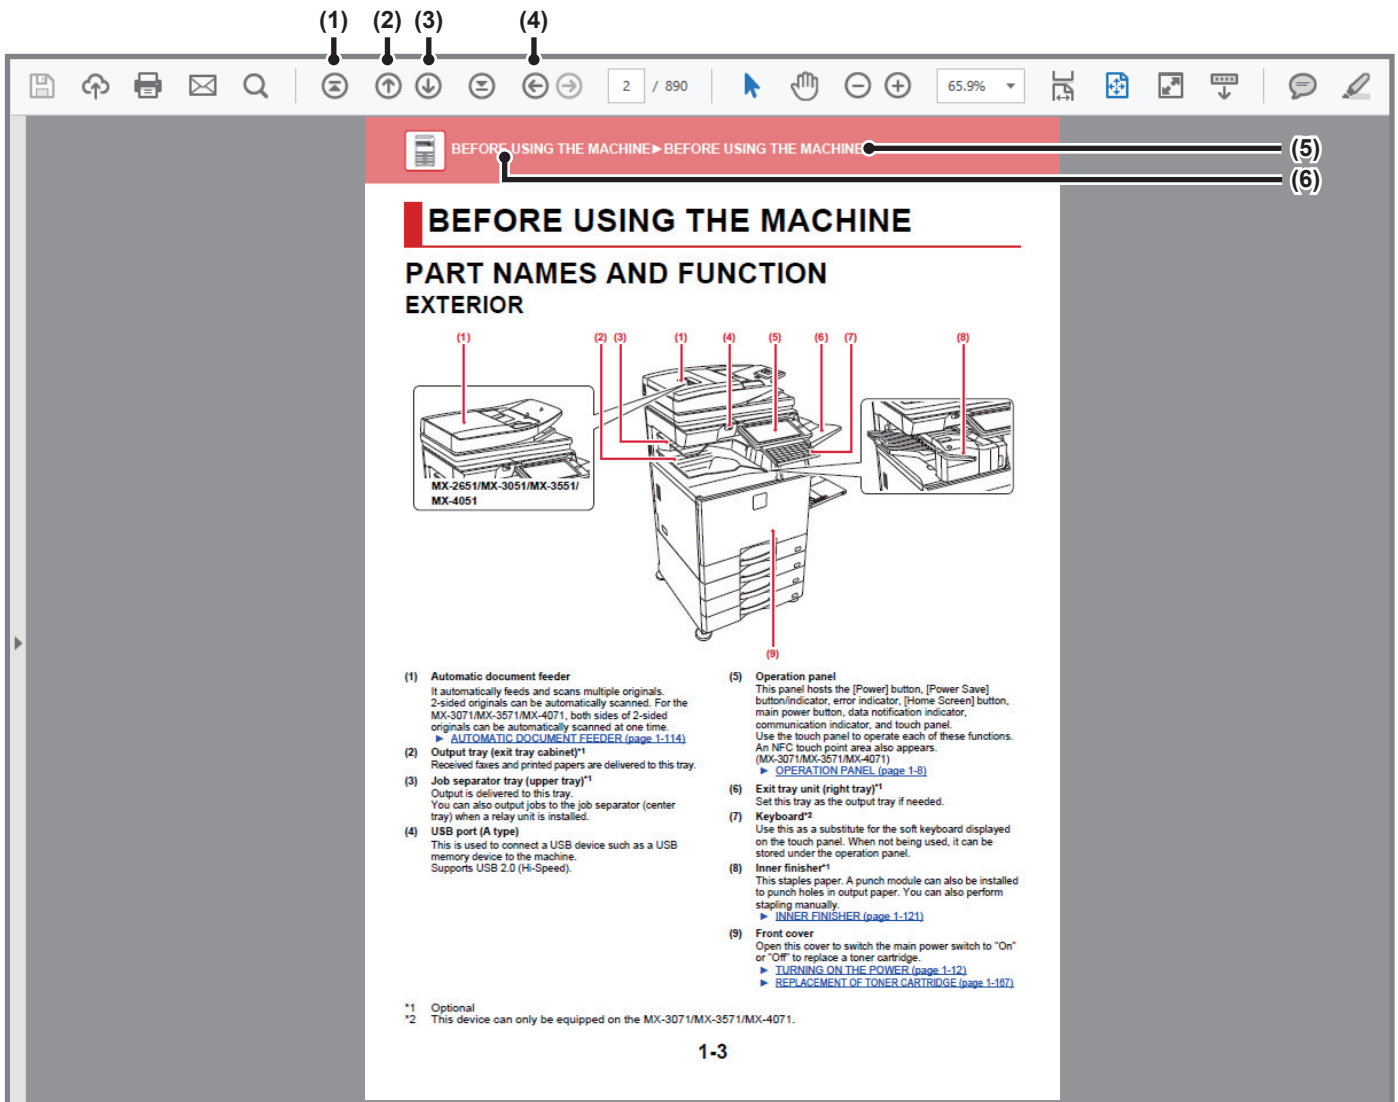 (1) (2) (3) (4)
2 / 890 65.9%
BEFORE USING THE MACHINE►BEFORE USING THE MACHINE
(5)
(6)
BEFORE USING THE MACHINE
PART NAMES AND FUNCTION
EXTERIOR
(1) (2) (3) (1) (4) (5) (6) (7) (8)
MX-2651/MX-3051/MX-3551/
MX-4051
(9)
(1) Automatic document feeder
It automatically feeds and scans multiple originals.
2-sided originals can be automatically scanned. For the
MX-3071/MX-3571/MX-4071, both sides of 2-sided
originals can be automatically scanned at one time.
► AUTOMATIC DOCUMENT FEEDER (page 1-114)
(2) Output tray (exit tray cabinet)*1
Received faxes and printed papers are delivered to this tray.
(3) Job separator tray (upper tray)*1
Output is delivered to this tray.
You can also output jobs to the job separator (center
tray) when a relay unit is installed.
(4) USB port (A type)
This is used to connect a USB device such as a USB
memory device to the machine.
Supports USB 2.0 (Hi-Speed).
(5) Operation panel
This panel hosts the [Power] button, [Power Save]
button/indicator, error indicator, [Home Screen] button,
main power button, data notification indicator,
communication indicator, and touch panel.
Use the touch panel to operate each of these functions.
An NFC touch point area also appears.
(MX-3071/MX-3571/MX-4071)
► OPERATION PANEL (page 1-8)
(6) Exit tray unit (right tray)*1
Set this tray as the output tray if needed.
(7) Keyboard*2
Use this as a substitute for the soft keyboard displayed
on the touch panel. When not being used, it can be
stored under the operation panel.
(8) Inner finisher*1
This staples paper. A punch module can also be installed
to punch holes in output paper. You can also perform
stapling manually.
► INNER FINISHER (page 1-121)
(9) Front cover
Open this cover to switch the main power switch to "On"
or "Off" to replace a toner cartridge.
► TURNING ON THE POWER (page 1-12)
► REPLACEMENT OF TONER CARTRIDGE (page 1-167)
*1 Optional
*2 This device can only be equipped on the MX-3071/MX-3571/MX-4071.
1-3